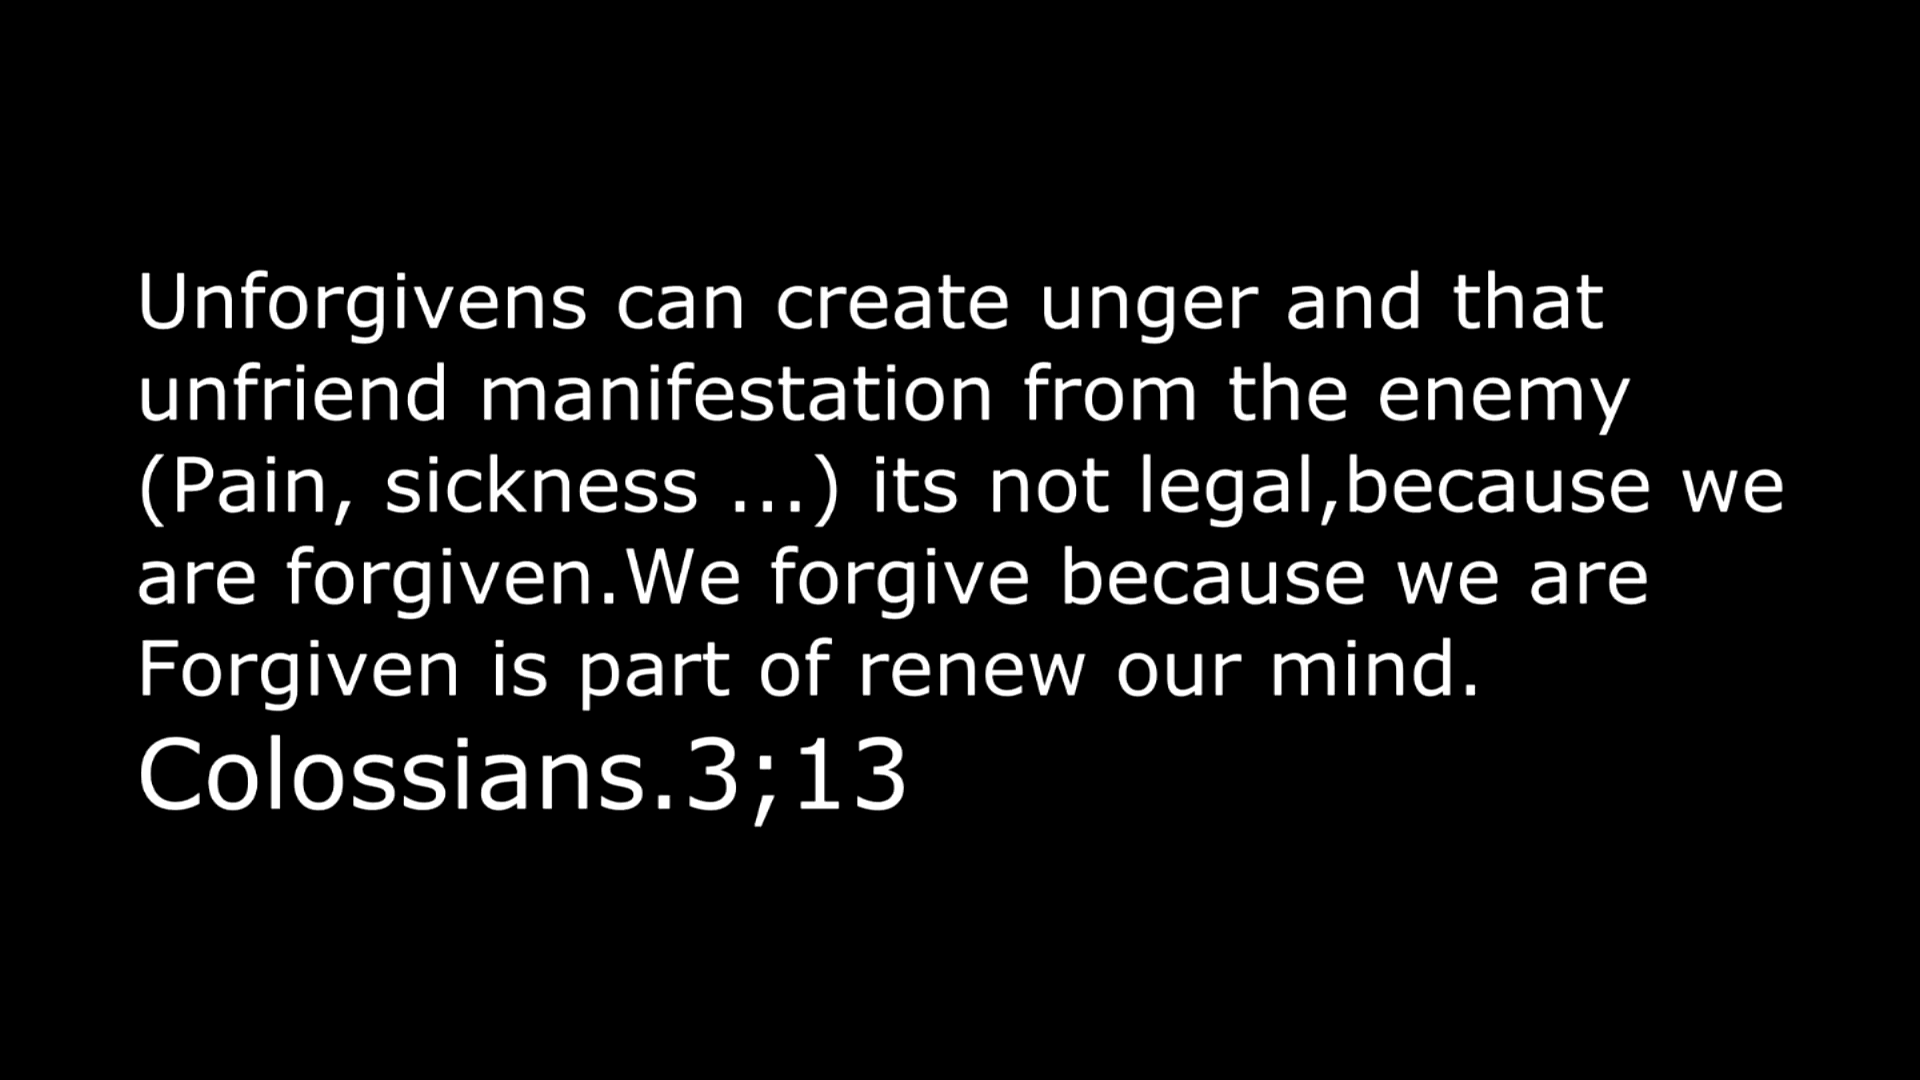 Unforgivens can create unger and that
unfriend manifestation from the enemy
(Pain, sickness ...) its not legal,because we
are forgiven.We forgive because we are
Forgiven is part of renew our mind.
Colossians.3;13